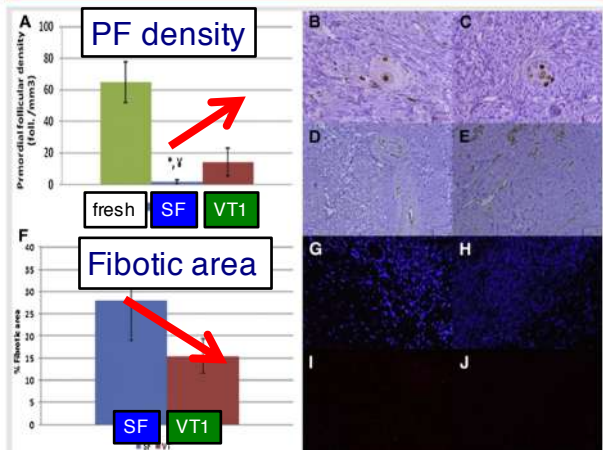 A
PF density
Prmordial follicular density
(foll./mm3)
100
80
60
40
20
0
*,¥
fresh
SF
VT1
F
Fibotic area
% Fibrotic area
40
35
30
25
20
15
10
5
0
SF
VT1
B
C
D
E
G
H
I
J